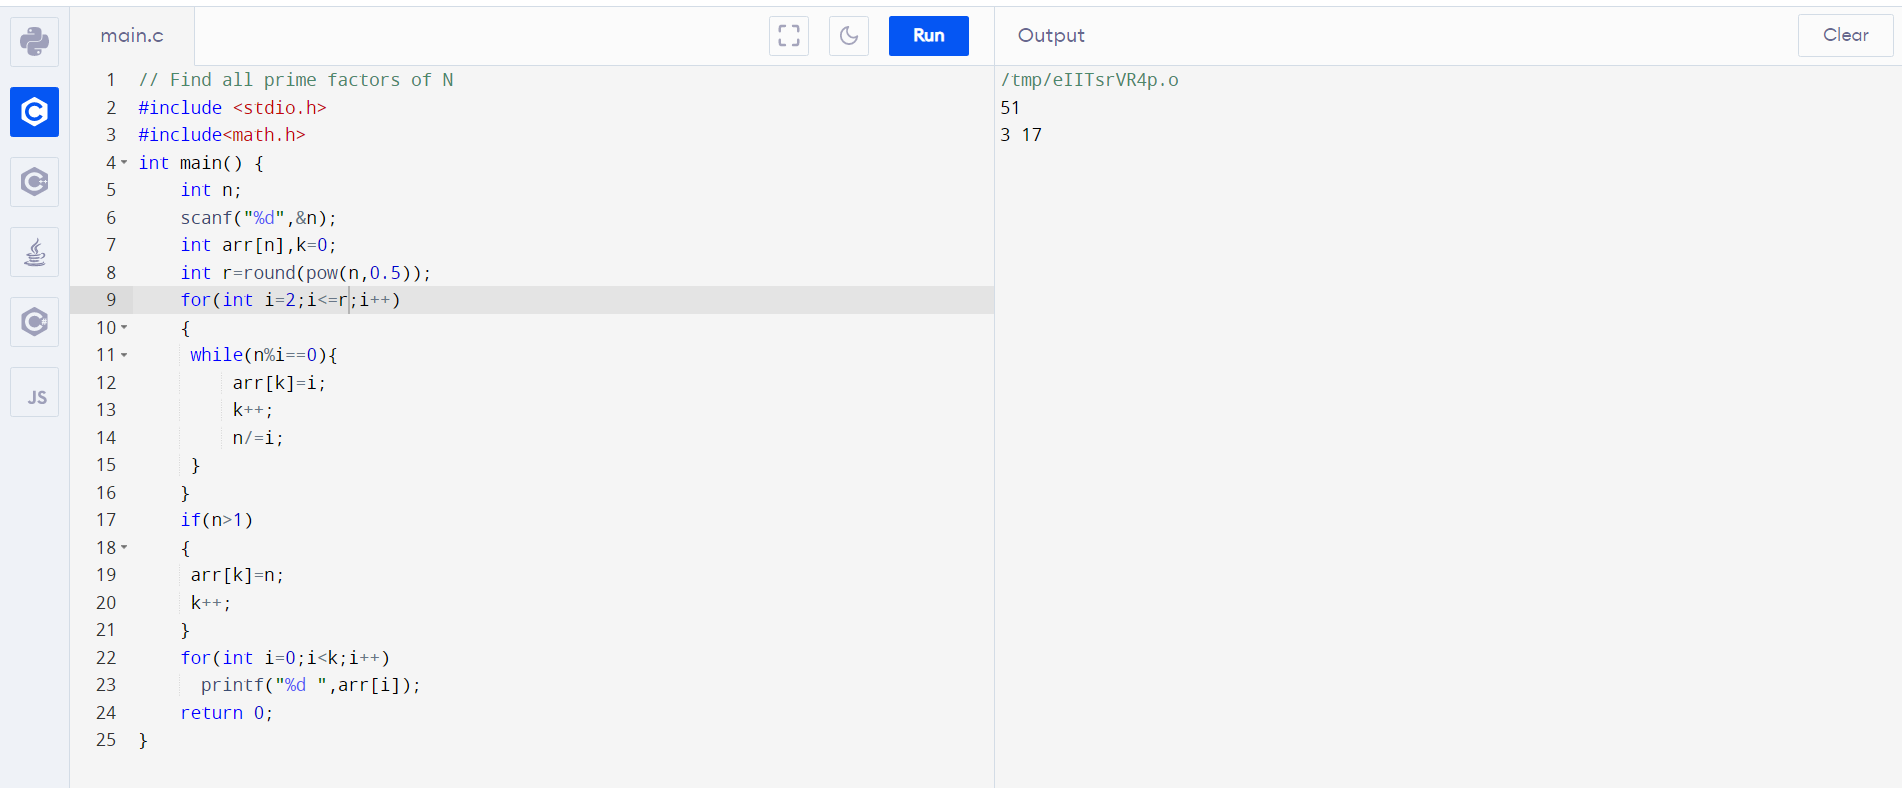 main.c
Run
Output
Clear
1 // Find all prime factors of N
2 #include <stdio.h>
3 #include<math.h>
4 int main() {
5 int n;
6 scanf("%d",&n);
7 int arr[n],k=0;
8 int r=round(pow(n,0.5));
9 for(int i=2;i<=r;i++)
10 {
11 while(n%i==0){
12 arr[k]=i;
13 k++;
14 n/=i;
15 }
16 }
17 if(n>1)
18 {
19 arr[k]=n;
20 k++;
21 }
22 for(int i=0;i<k;i++)
23 printf("%d ",arr[i]);
24 return 0;
25 }
/tmp/eIITsrVR4p.o
51
3 17
JS